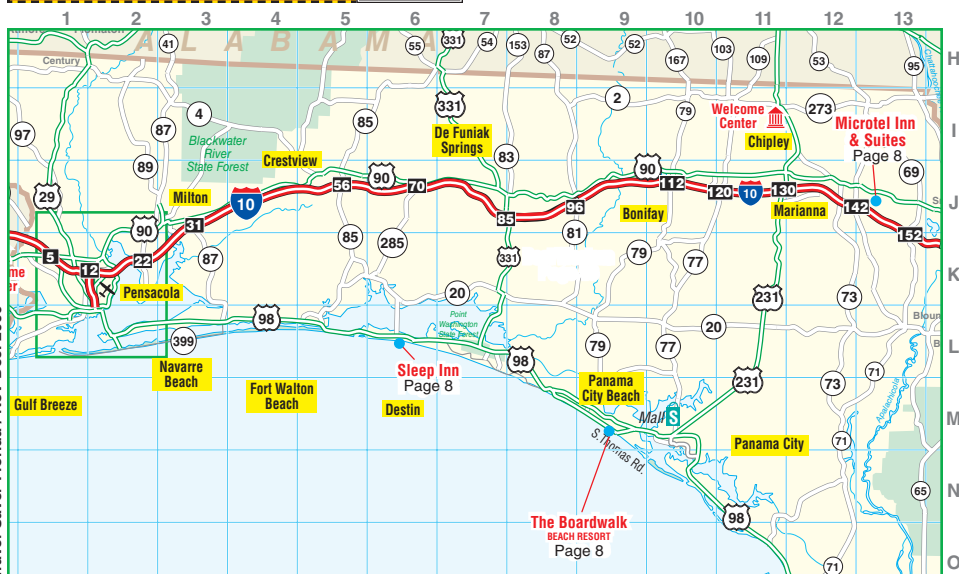 1 2 3 4 5 6 7 8 9 10 11 12 13
H
I
J
K
L
M
N
O
ALABAMA
Century
41
55
331
54
153
87
52
52
167
103
109
53
95
97
4
87
89
Blackwater
River
State Forest
85
331
De Funiak
Springs
83
2
79
Welcome
Center
Chipley
273
Microtel Inn
& Suites
Page 8
69
29
Milton
Crestview
10
56
90
70
90
112
120
10
130
Marianna
142
152
90
31
85
96
Bonifay
81
5
12
22
87
85
285
331
79
77
Pensacola
20
231
73
98
Point
Washington
State Forest
20
399
98
79
77
71
Navarre
Beach
Sleep Inn
Page 8
Destin
Fort Walton
Beach
Gulf Breeze
Panama
City Beach
Mall
S
231
73
Apalachicola
S. Thomas Rd.
Panama City
71
65
The Boardwalk
BEACH RESORT
Page 8
98
71